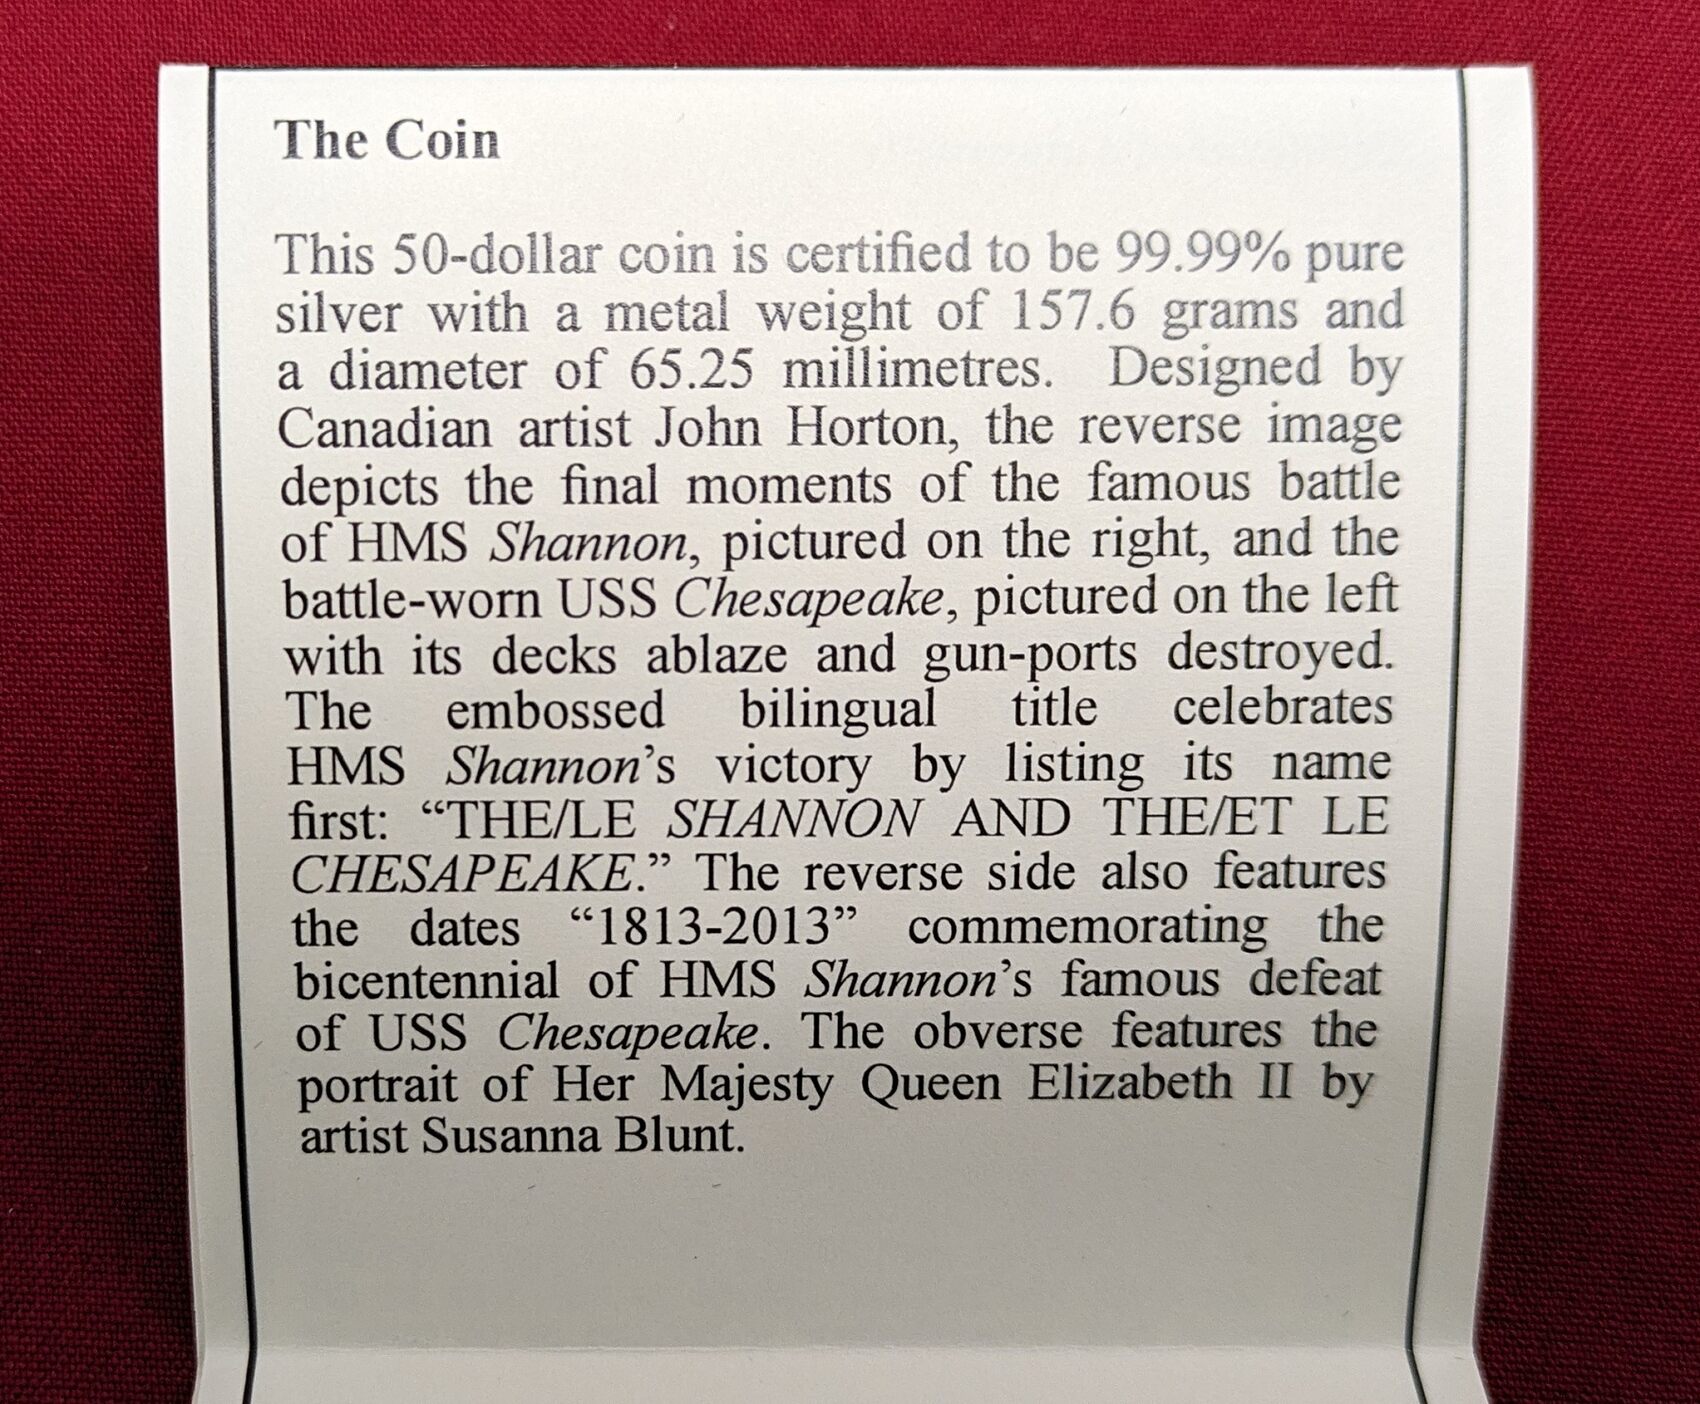 The Coin
This 50-dollar coin is certified to be 99.99% pure
silver with a metal weight of 157.6 grams and
a diameter of 65.25 millimetres. Designed by
Canadian artist John Horton, the reverse image
depicts the final moments of the famous battle
of HMS Shannon, pictured on the right, and the
battle-worn USS Chesapeake, pictured on the left
with its decks ablaze and gun-ports destroyed.
The embossed bilingual title celebrates
HMS Shannon’s victory by listing its name
first: “THE/LE SHANNON AND THE/ET LE
CHESAPEAKE.” The reverse side also features
the dates “1813-2013” commemorating the
bicentennial of HMS Shannon’s famous defeat
of USS Chesapeake. The obverse features the
portrait of Her Majesty Queen Elizabeth II by
artist Susanna Blunt.